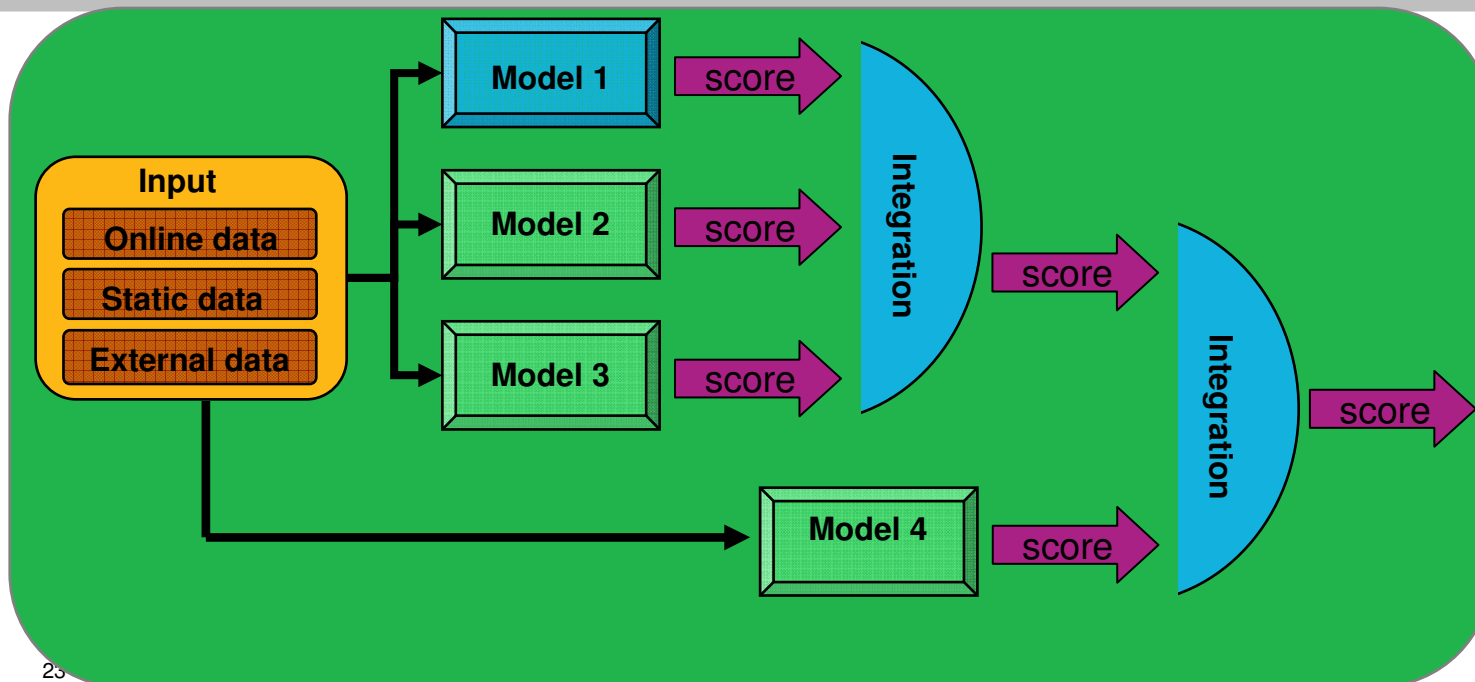 Input
Online data
Static data
External data
Model 1
score
Model 2
score
Model 3
score
Integration
score
Model 4
score
Integration
score
23